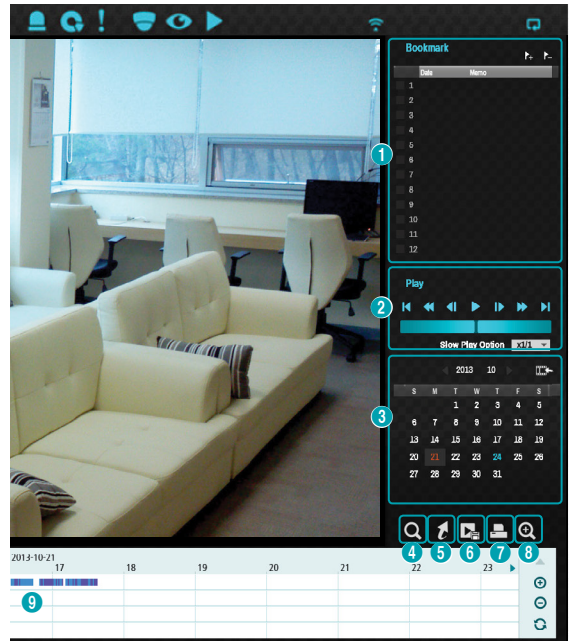 Bookmark
Date Memo
1
2
3
4
5
6
7
8
9
10
11
12
1
Play
2
Slow Play Option x1/1
2013 10
S M T W T F S
1 2 3 4 5
3
6 7 8 9 10 11 12
13 14 15 16 17 18 19
20 21 22 23 24 25 26
27 28 29 30 31
4 5 6 7 8
2013-10-21
17 18 19 20 21 22 23
9